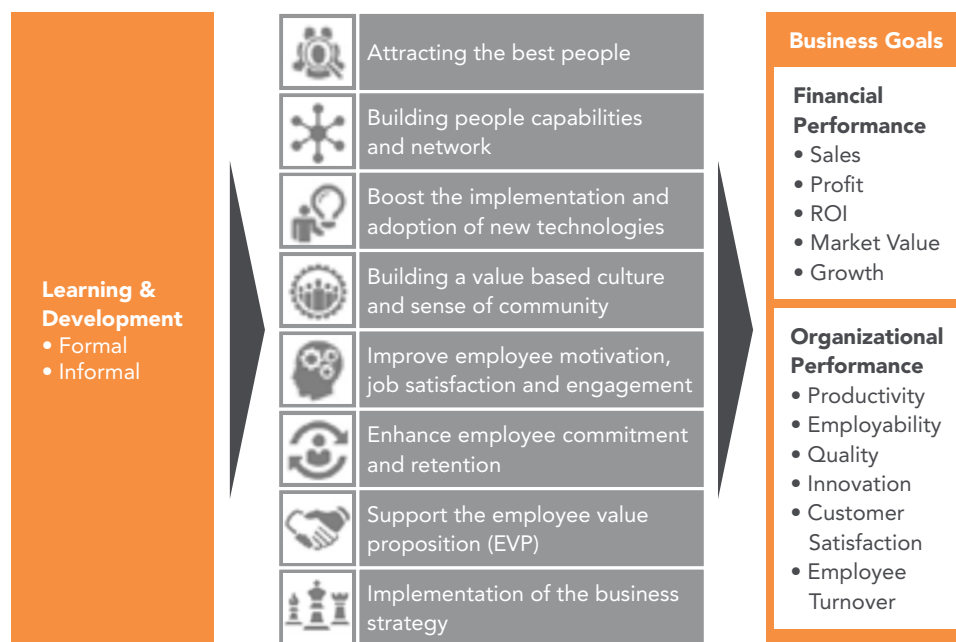 Learning &
Development
• Formal
• Informal
Attracting the best people
Building people capabilities
and network
Boost the implementation and
adoption of new technologies
Building a value based culture
and sense of community
Improve employee motivation,
job satisfaction and engagement
Enhance employee commitment
and retention
Support the employee value
proposition (EVP)
Implementation of the business
strategy
Business Goals
Financial
Performance
• Sales
• Profit
• ROI
• Market Value
• Growth
Organizational
Performance
• Productivity
• Employability
• Quality
• Innovation
• Customer
Satisfaction
• Employee
Turnover